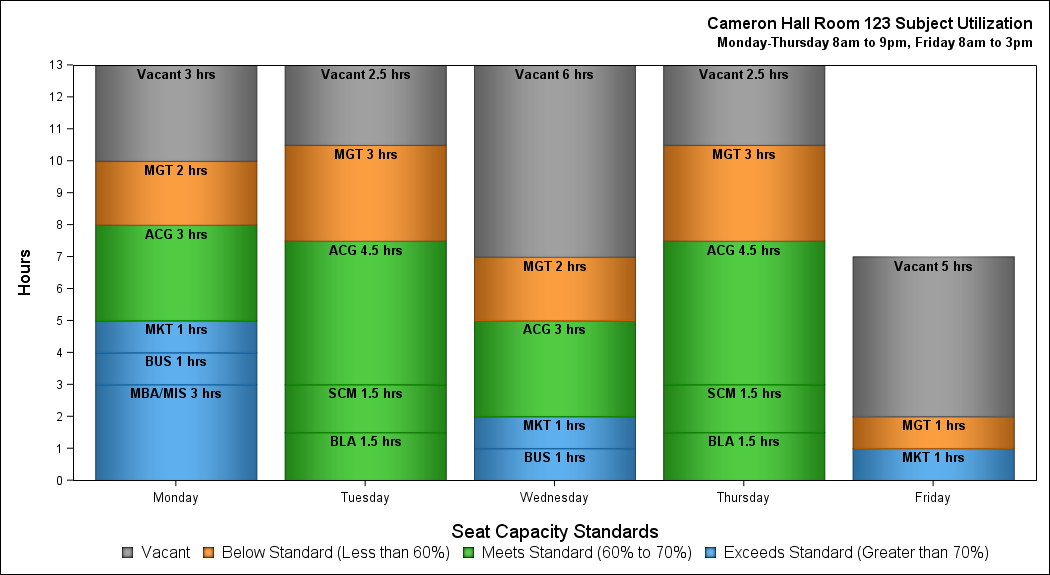 Cameron Hall Room 123 Subject Utilization
Monday-Thursday 8am to 9pm, Friday 8am to 3pm
Hours
13
12
11
10
9
8
7
6
5
4
3
2
1
0
Vacant 3 hrs
MGT 2 hrs
ACG 3 hrs
MKT 1 hrs
BUS 1 hrs
MBA/MIS 3 hrs
Vacant 2.5 hrs
MGT 3 hrs
ACG 4.5 hrs
SCM 1.5 hrs
BLA 1.5 hrs
Vacant 6 hrs
MGT 2 hrs
ACG 3 hrs
MKT 1 hrs
BUS 1 hrs
Vacant 2.5 hrs
MGT 3 hrs
ACG 4.5 hrs
SCM 1.5 hrs
BLA 1.5 hrs
Vacant 5 hrs
MGT 1 hrs
MKT 1 hrs
Monday Tuesday Wednesday Thursday Friday
Seat Capacity Standards
Vacant Below Standard (Less than 60%) Meets Standard (60% to 70%) Exceeds Standard (Greater than 70%)